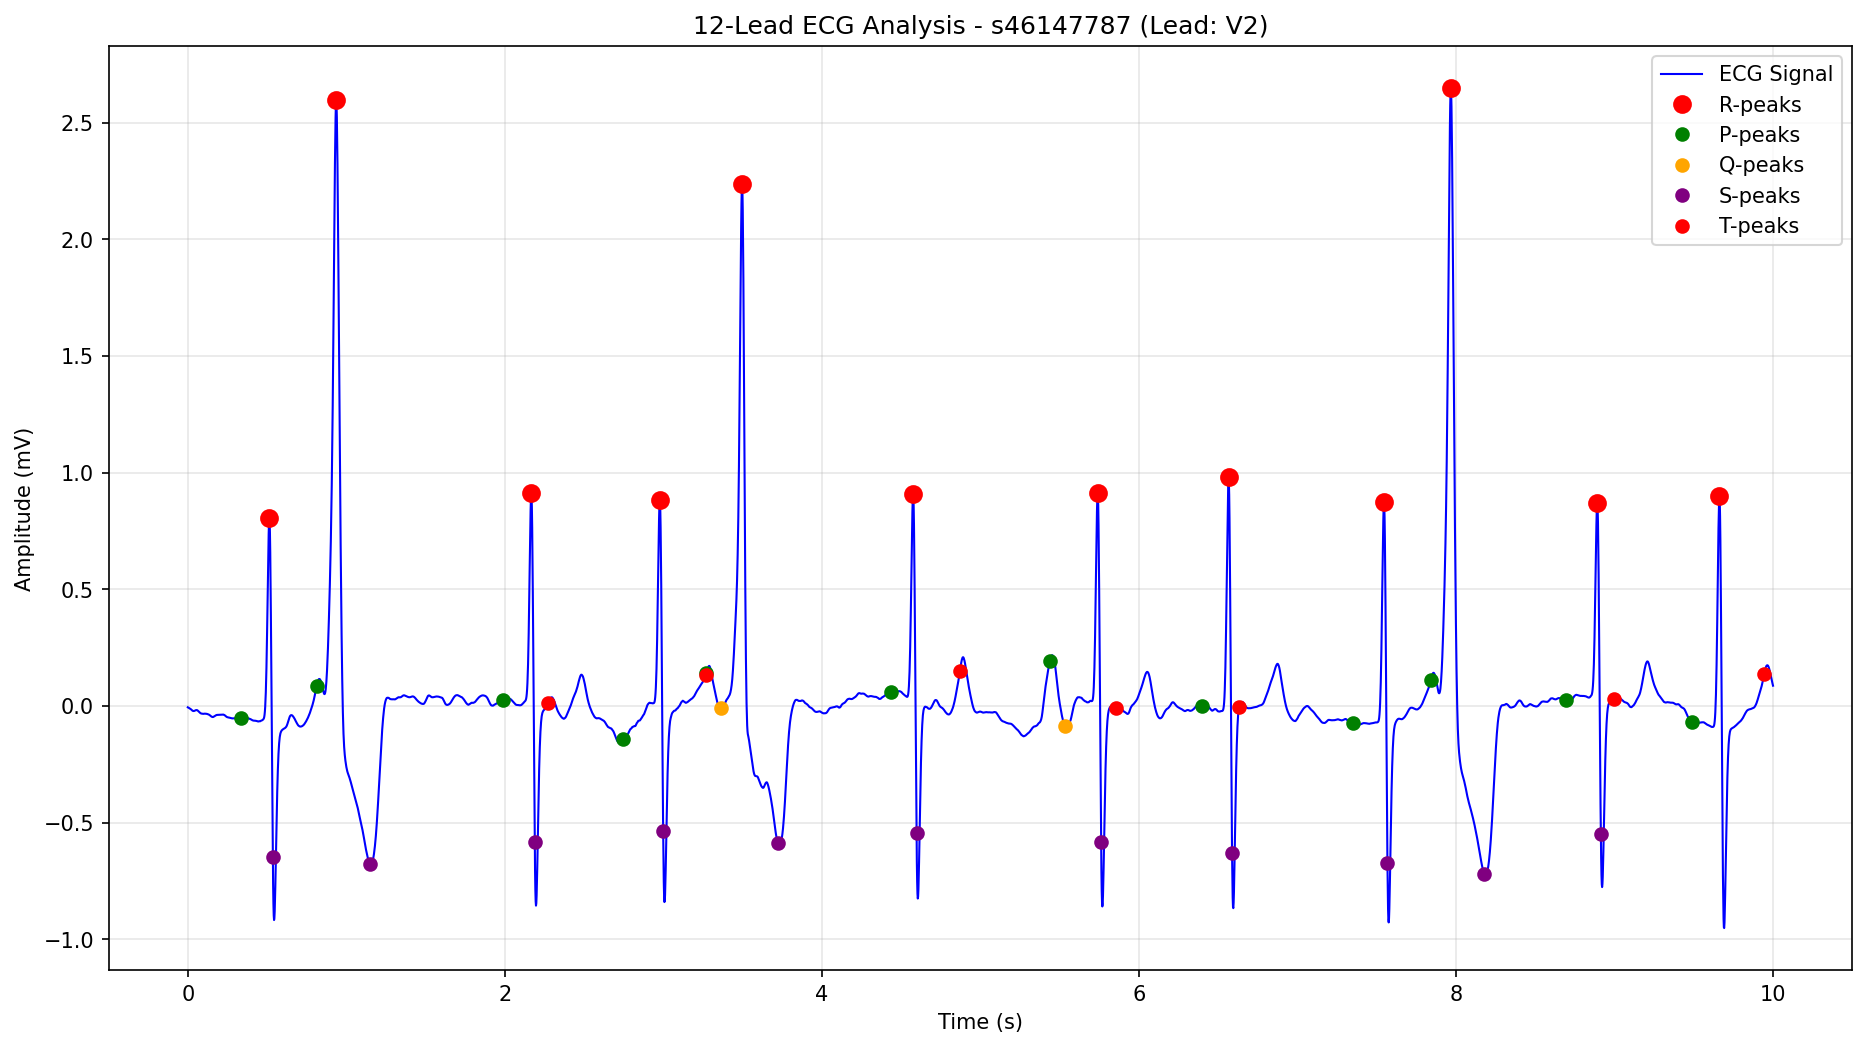 12-Lead ECG Analysis - s46147787 (Lead: V2)
ECG Signal
R-peaks
P-peaks
Q-peaks
S-peaks
T-peaks
Amplitude (mV)
2.5
2.0
1.5
1.0
0.5
0.0
−0.5
−1.0
0 2 4 6 8 10
Time (s)